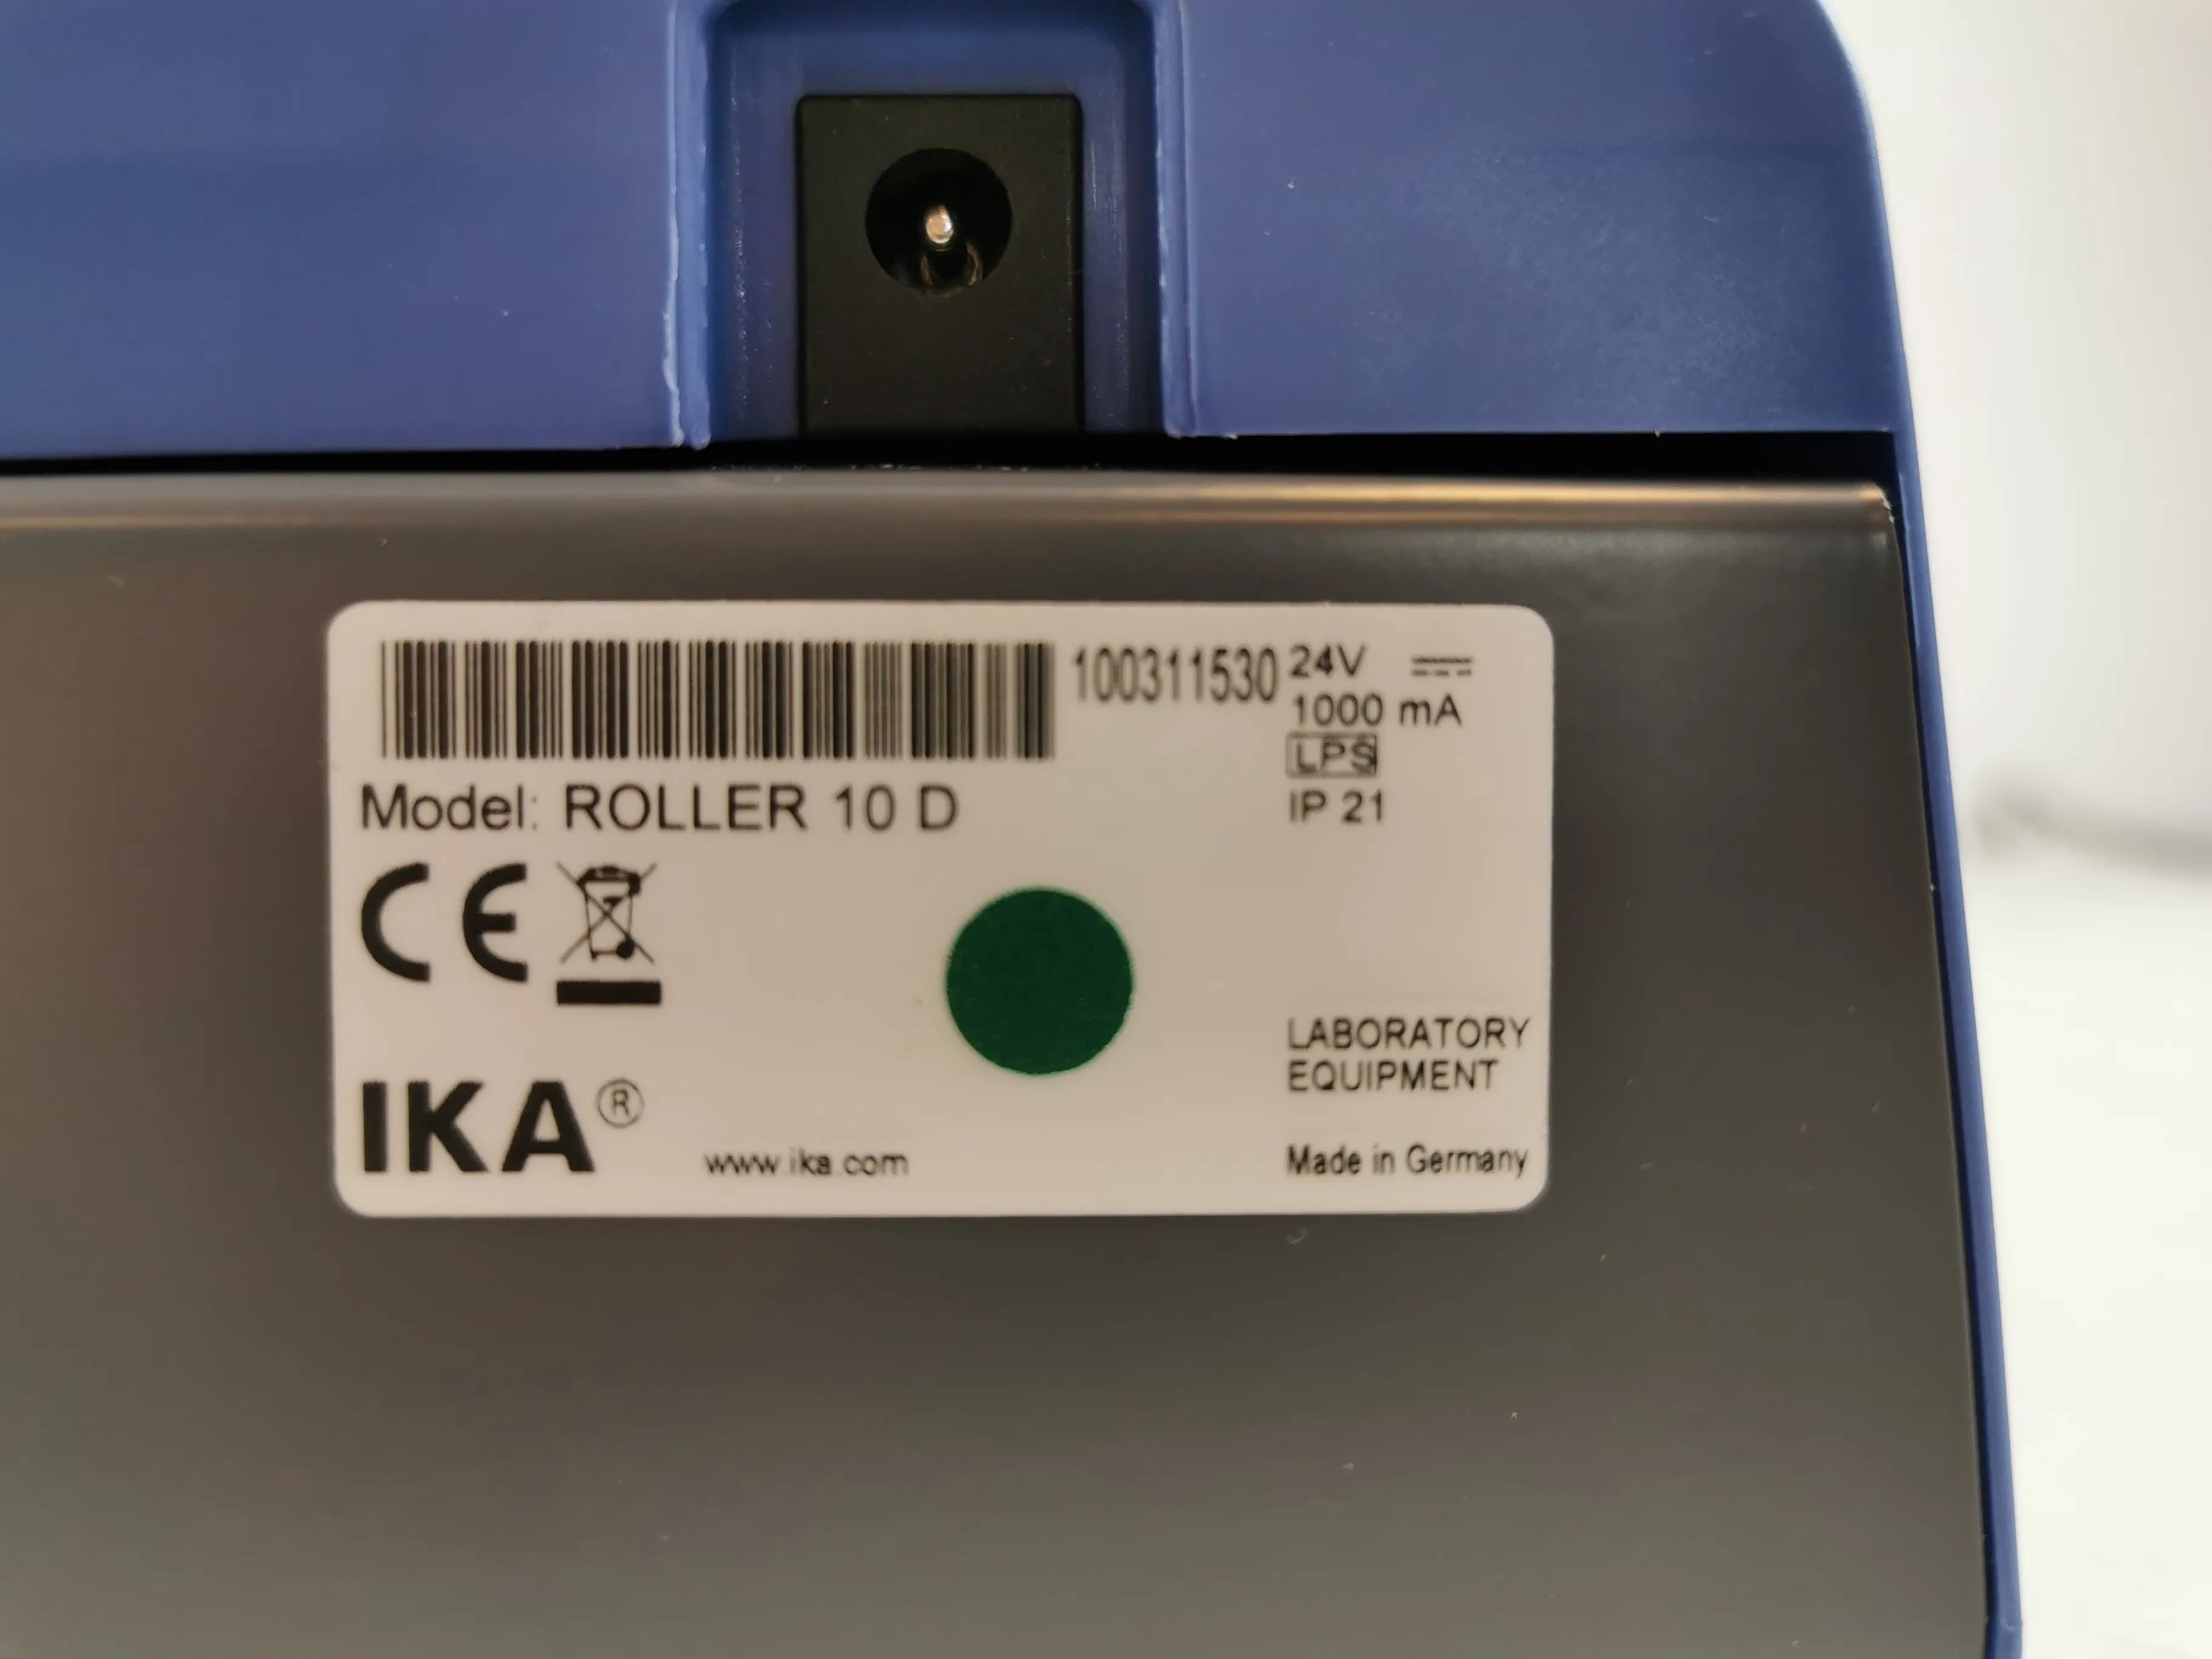 100311530
24V
1000 mA
LPS
IP 21
Model: ROLLER 10 D
CE
LABORATORY
EQUIPMENT
IKA®
www.ika.com
Made in Germany